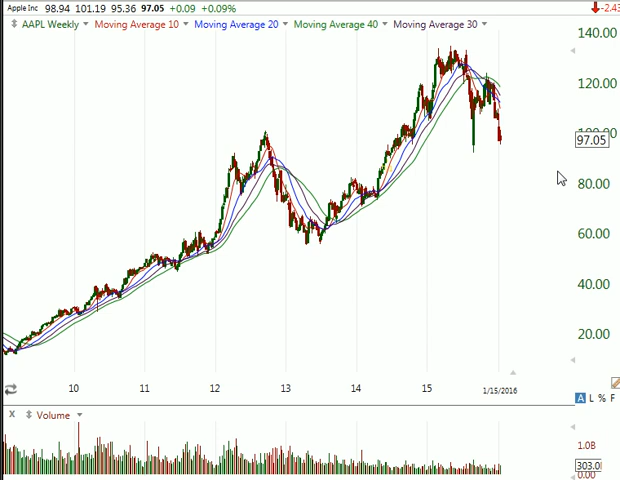 Apple Inc 98.94 101.19 95.36 97.05 +0.09 +0.09% -2.43
AAPL Weekly Moving Average 10 Moving Average 20 Moving Average 40 Moving Average 30
140.00
120.00
97.05
80.00
60.00
40.00
20.00
10 11 12 13 14 15 1/15/2016
A L % F
X Volume
1.0B
303.0
0.00